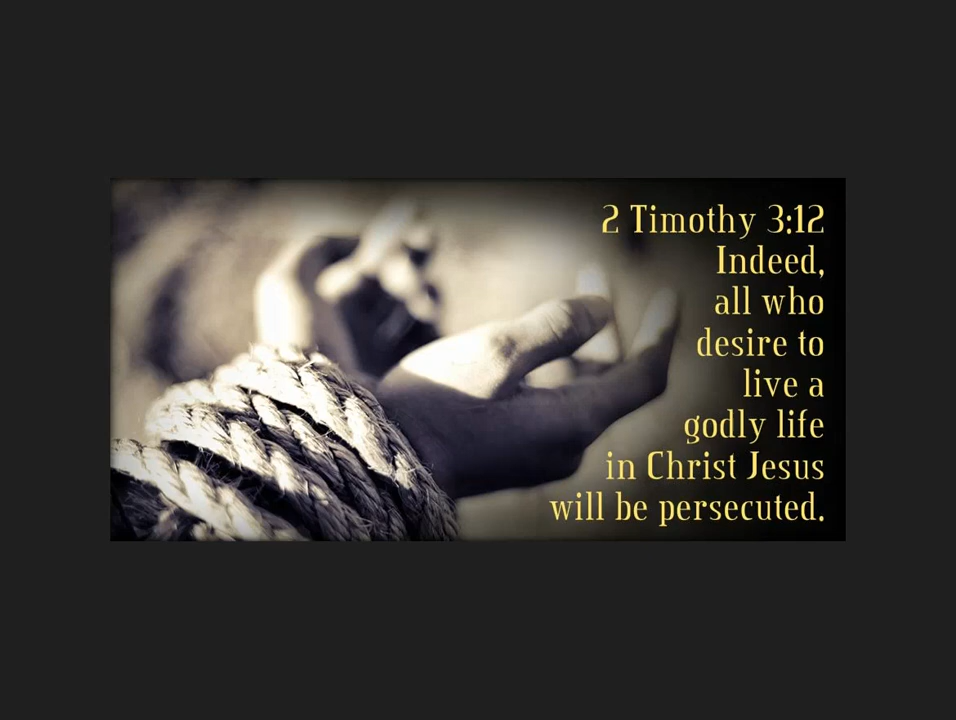 2 Timothy 3:12
Indeed,
all who
desire to
live a
godly life
in Christ Jesus
will be persecuted.